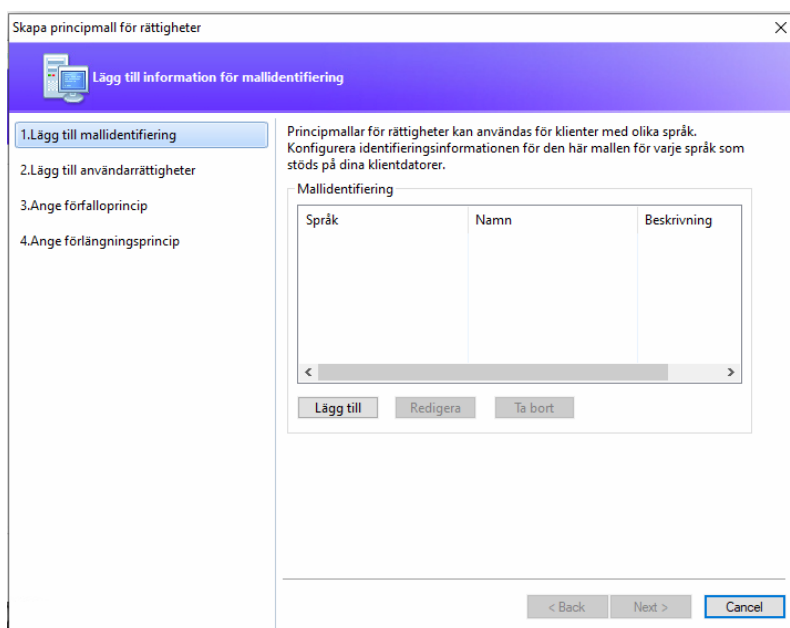 Skapa principmall för rättigheter
Lägg till information för mallidentifiering
1.Lägg till mallidentifiering
2.Lägg till användarrättigheter
3.Ange förfalloprincip
4.Ange förlängningsprincip
Principmallar för rättigheter kan användas för klienter med olika språk.
Konfigurera identifieringsinformationen för den här mallen för varje språk som
stöds på dina klientdatorer.
Mallidentifiering
Språk Namn Beskrivning
Lägg till Redigera Ta bort
< Back Next > Cancel